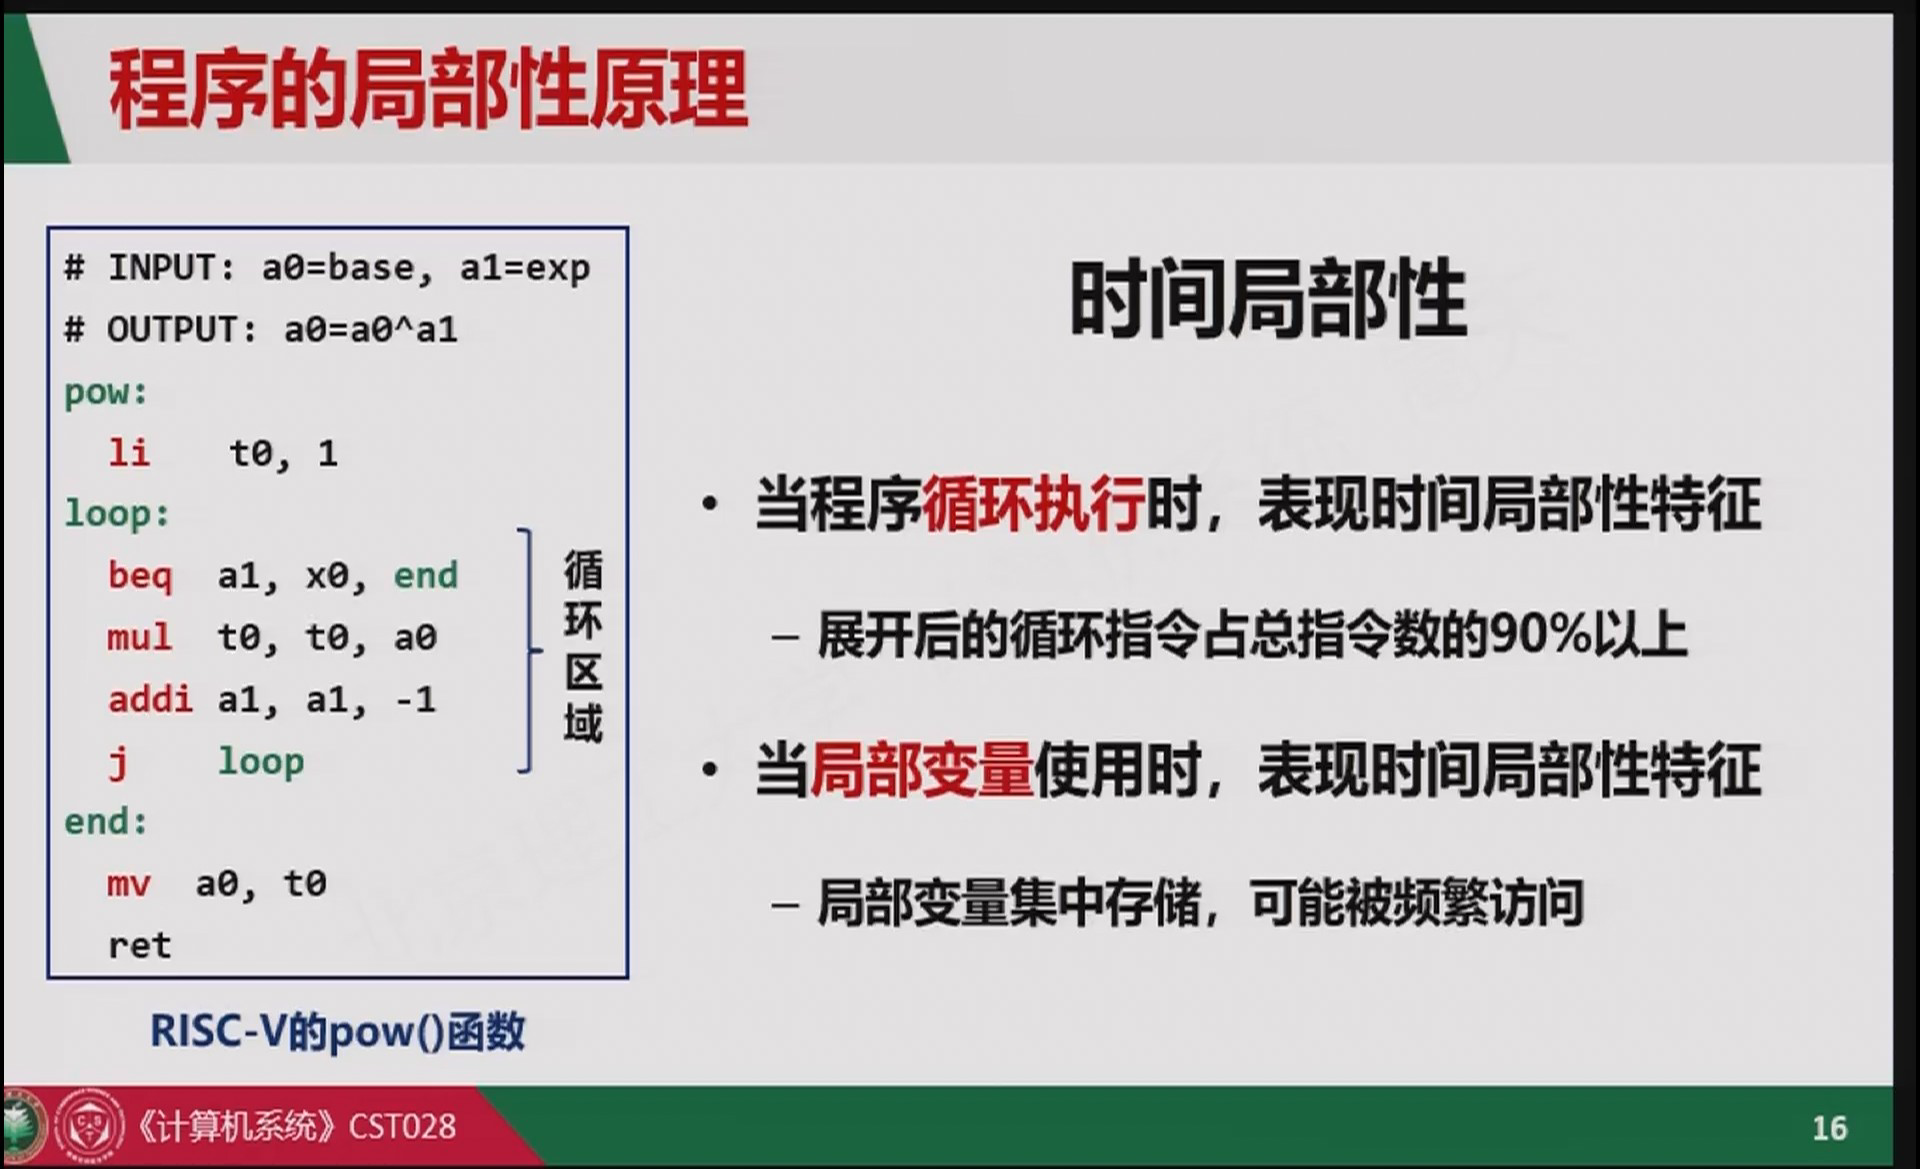 程序的局部性原理
# INPUT: a0=base, a1=exp
# OUTPUT: a0=a0^a1
pow:
li t0, 1
loop:
beq a1, x0, end
mul t0, t0, a0
addi a1, a1, -1
j loop
end:
mv a0, t0
ret
循环区域
RISC-V的pow()函数
时间局部性
• 当程序循环执行时，表现时间局部性特征
– 展开后的循环指令占总指令数的90%以上
• 当局部变量使用时，表现时间局部性特征
– 局部变量集中存储，可能被频繁访问
《计算机系统》CST028
16